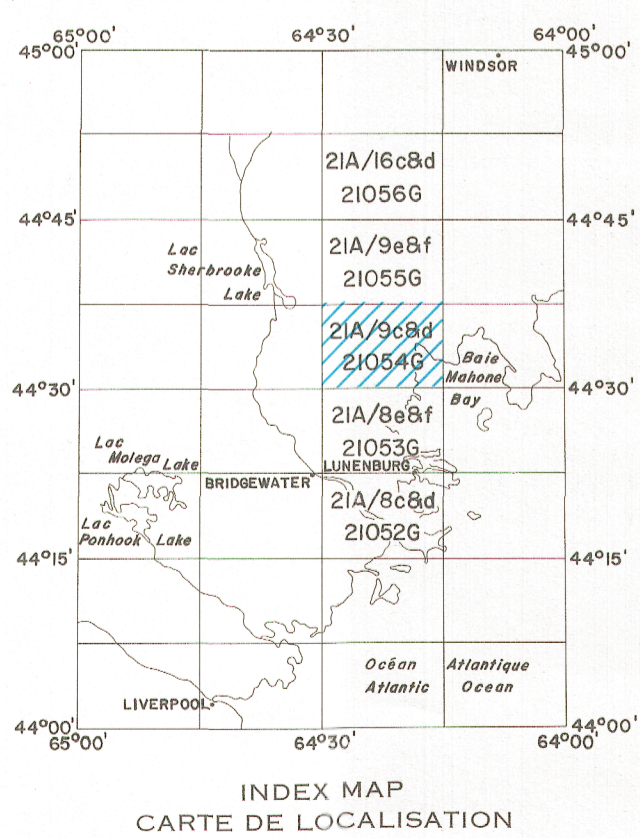 65°00' 64°30' 64°00'
45°00' 45°00'
WINDSOR
21A/16c&d
21056G
44°45' 44°45'
Lac
Sherbrooke
Lake
21A/9e&f
21055G
21A/9c&d
21054G
Baie
Mahone
Bay
44°30' 44°30'
21A/8e&f
21053G
Lac
Molega Lake
LUNENBURG
BRIDGEWATER
21A/8c&d
21052G
Lac
Ponhook Lake
44°15' 44°15'
Océan Atlantique
Atlantic Ocean
LIVERPOOL
44°00' 44°00'
65°00' 64°30' 64°00'
INDEX MAP
CARTE DE LOCALISATION